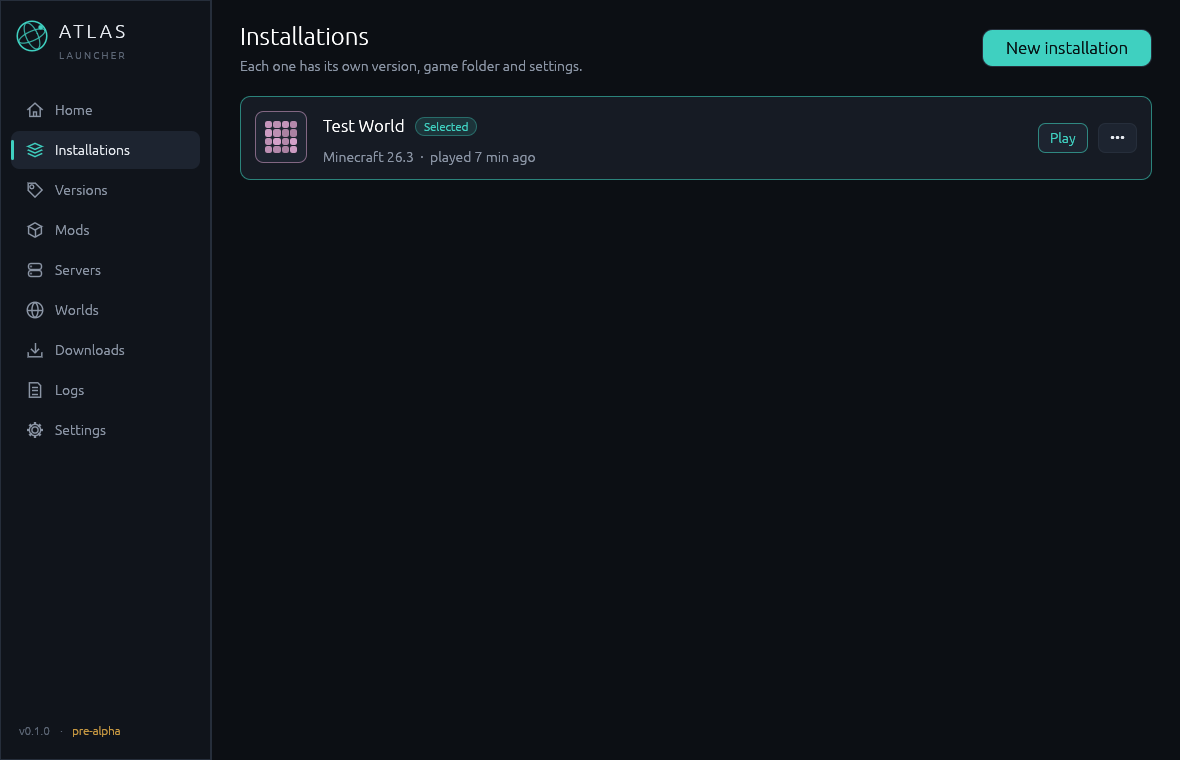 ATLAS
LAUNCHER
Home
Installations
Versions
Mods
Servers
Worlds
Downloads
Logs
Settings
v0.1.0 · pre-alpha
Installations
Each one has its own version, game folder and settings.
New installation
Test World Selected
Minecraft 26.3 · played 7 min ago
Play